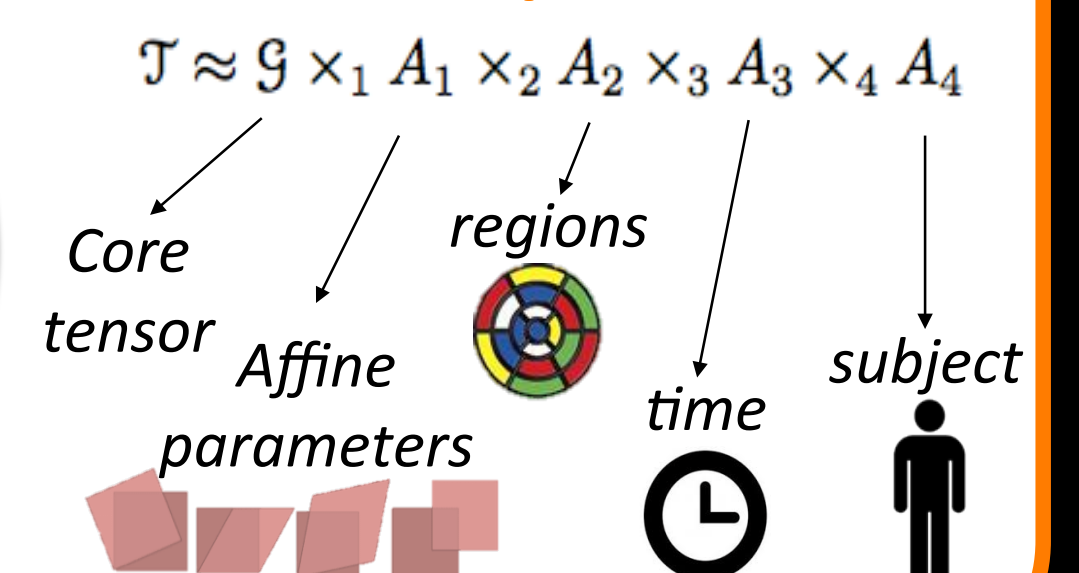 𝒯 ≈ 𝒢 ×₁ A₁ ×₂ A₂ ×₃ A₃ ×₄ A₄
Core
tensor
Affine
parameters
regions
time
subject